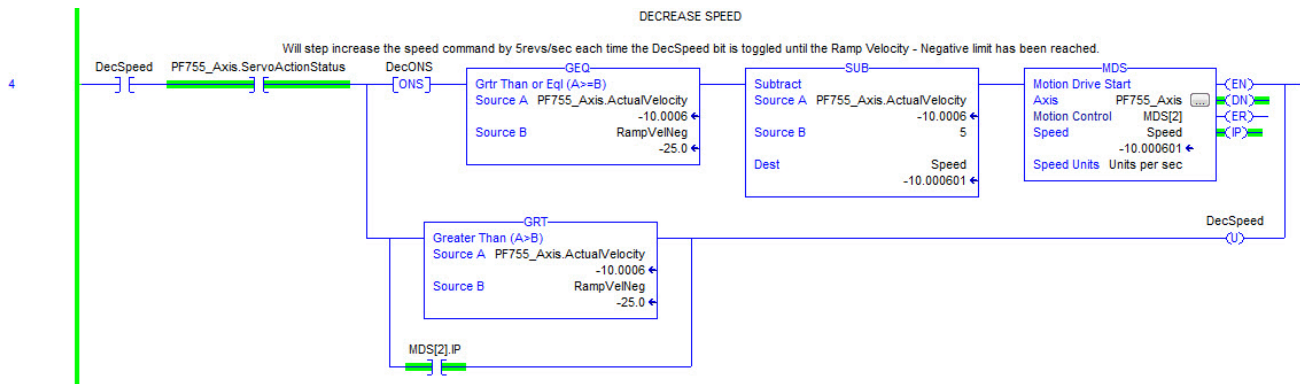 DECREASE SPEED
Will step increase the speed command by 5revs/sec each time the DecSpeed bit is toggled until the Ramp Velocity - Negative limit has been reached.
4
DecSpeed
PF755_Axis.ServoActionStatus
DecONS
ONS
GEQ
Grtr Than or Eql (A>=B)
Source A PF755_Axis.ActualVelocity
-10.0006
Source B RampVelNeg
-25.0
SUB
Subtract
Source A PF755_Axis.ActualVelocity
-10.0006
Source B 5
Dest Speed
-10.000601
MDS
Motion Drive Start
Axis PF755_Axis ...
Motion Control MDS[2]
Speed Speed
-10.000601
Speed Units Units per sec
EN
DN
ER
IP
GRT
Greater Than (A>B)
Source A PF755_Axis.ActualVelocity
-10.0006
Source B RampVelNeg
-25.0
DecSpeed
U
MDS[2].IP